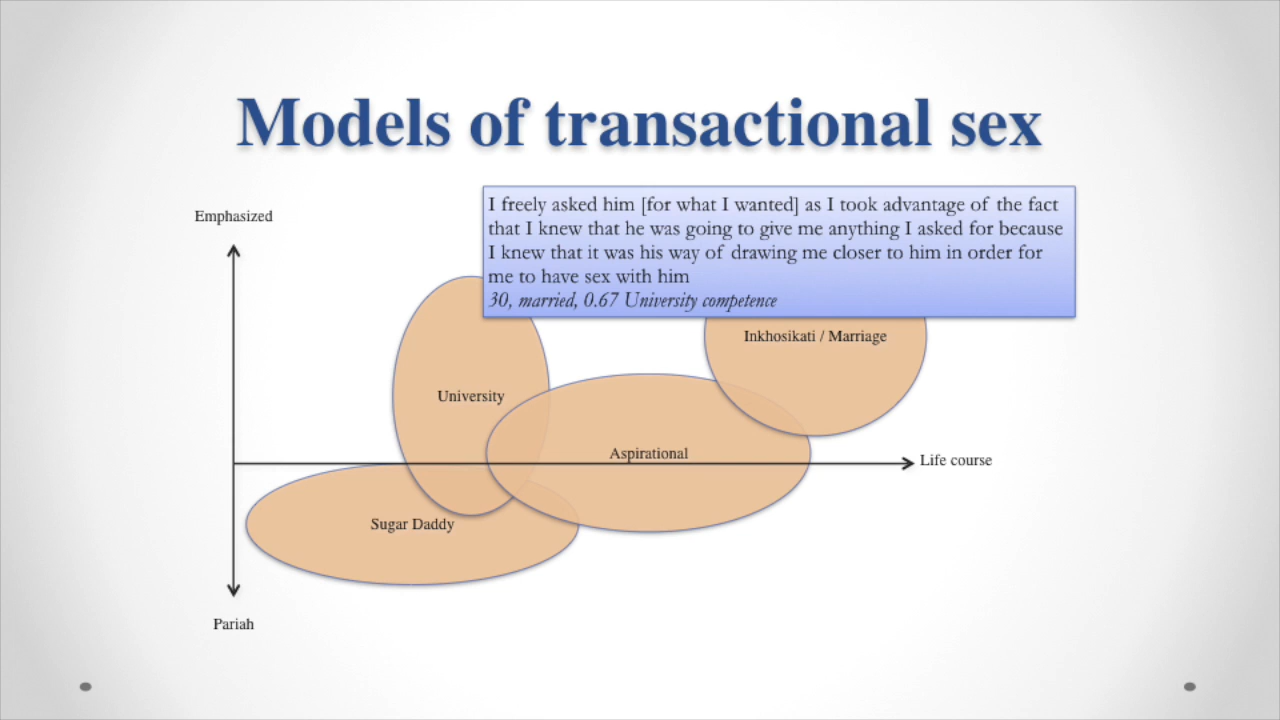 Models of transactional sex
Emphasized
I freely asked him [for what I wanted] as I took advantage of the fact
that I knew that he was going to give me anything I asked for because
I knew that it was his way of drawing me closer to him in order for
me to have sex with him
30, married, 0.67 University competence
Inkhosikati / Marriage
University
Aspirational
Life course
Sugar Daddy
Pariah